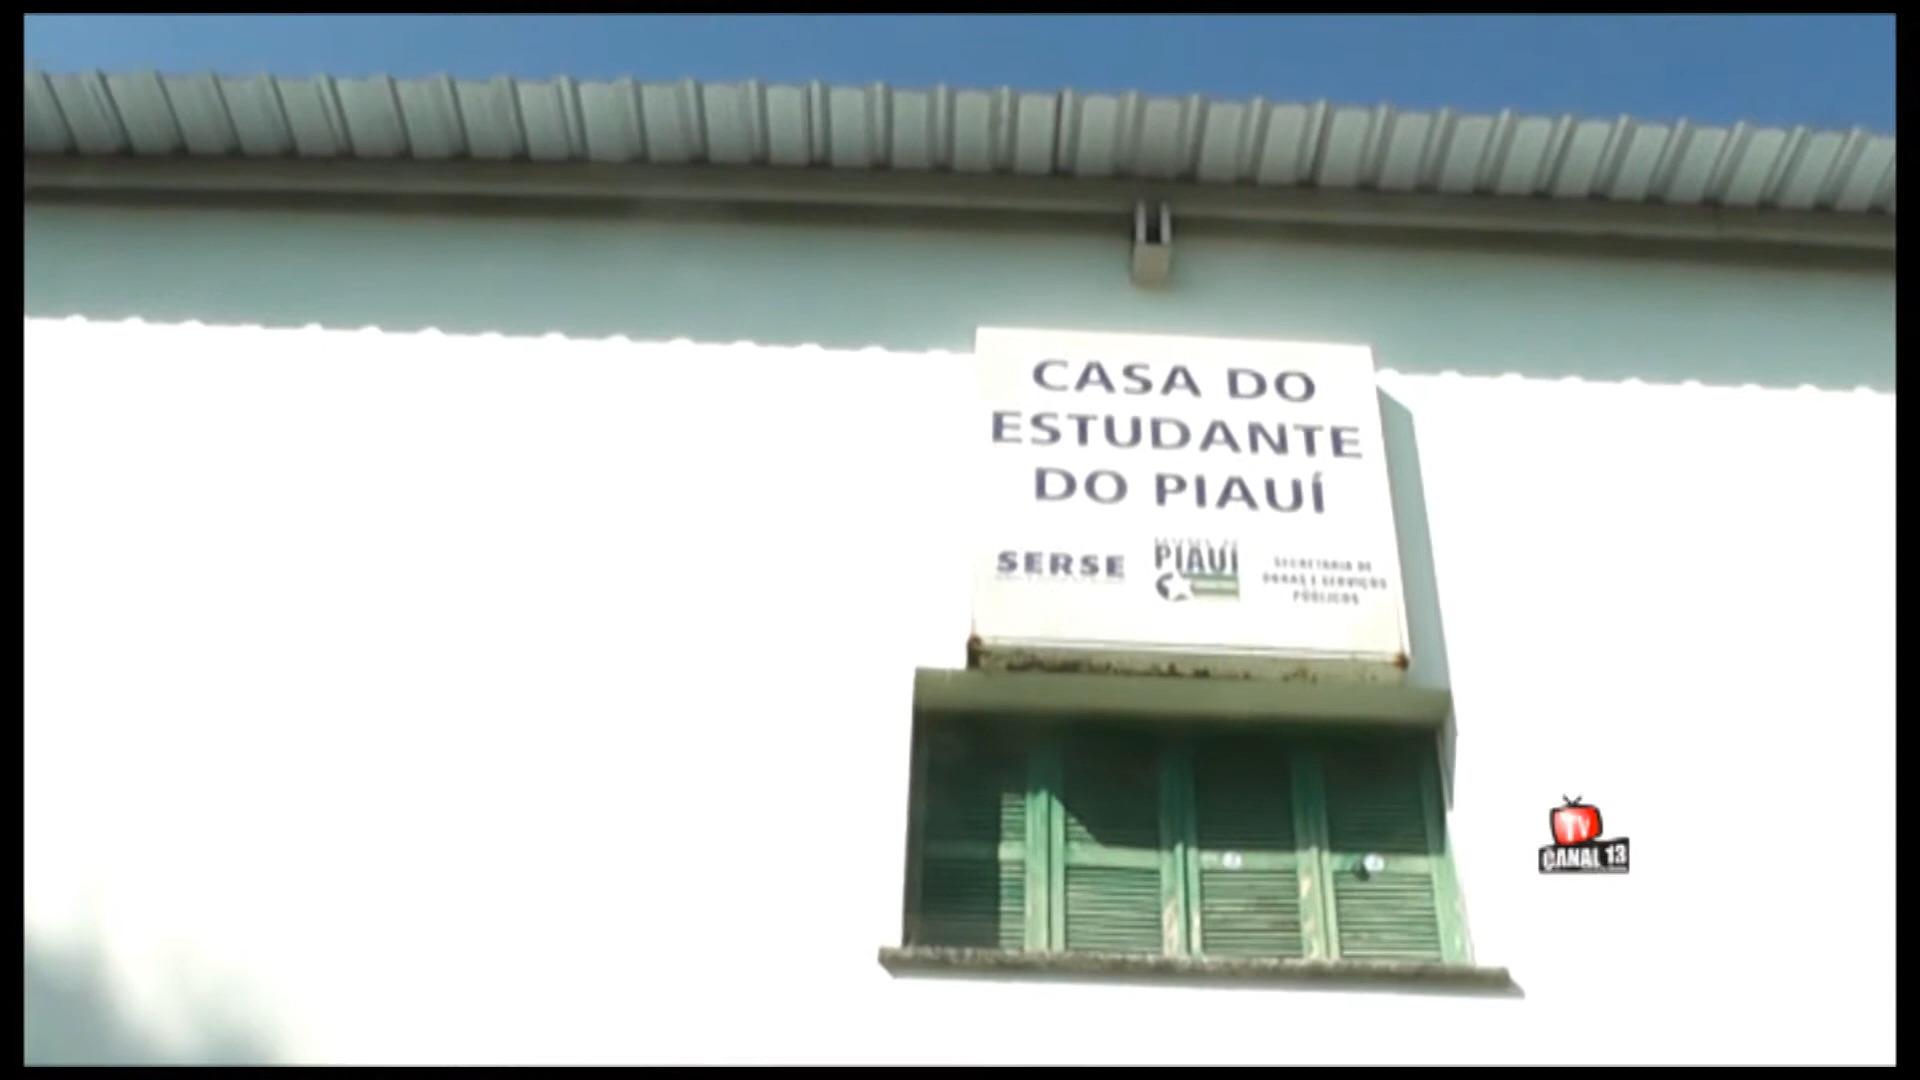 CASA DO
ESTUDANTE
DO PIAUÍ
SERSE
PIAUÍ
SECRETARIA DE
OBRAS E SERVIÇOS
PÚBLICOS
TV
CANAL 13